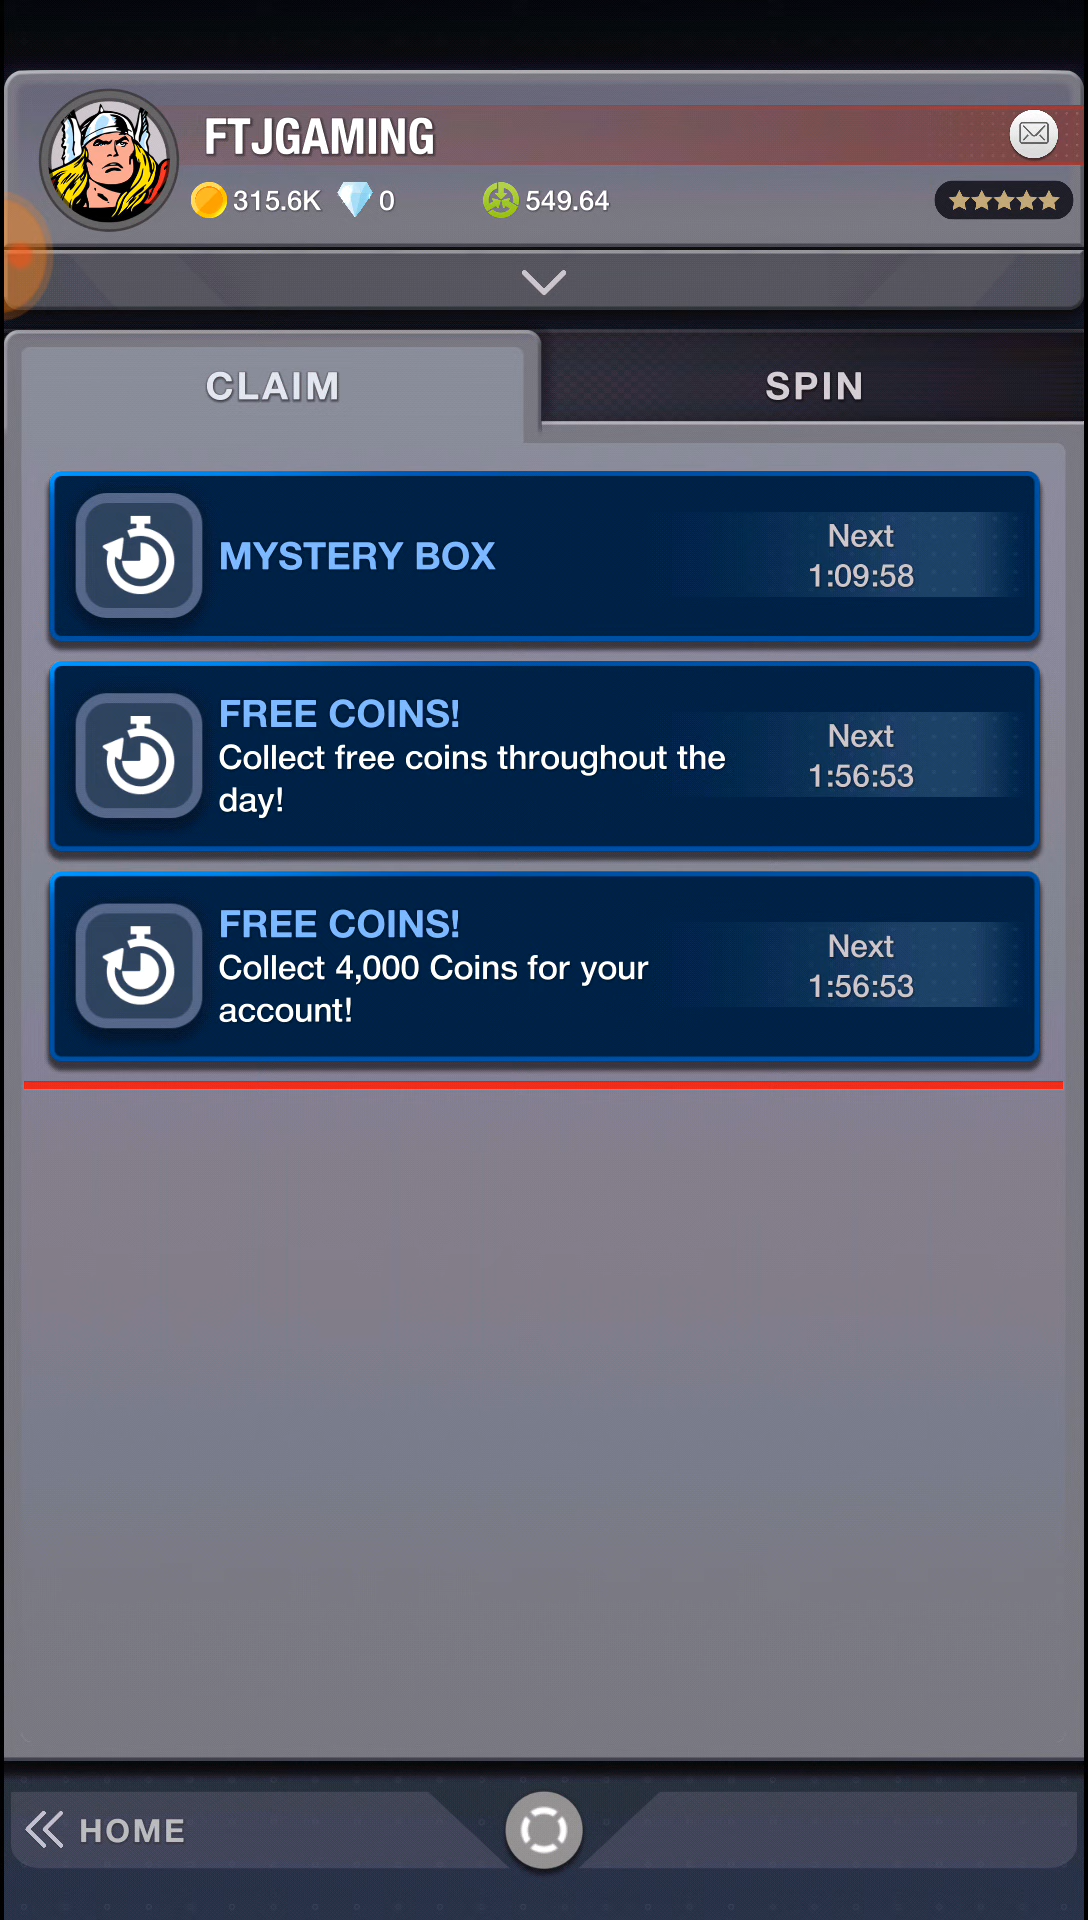 FTJGAMING
315.6K 0 549.64
CLAIM SPIN
MYSTERY BOX
Next
1:09:58
FREE COINS!
Collect free coins throughout the
day!
Next
1:56:53
FREE COINS!
Collect 4,000 Coins for your
account!
Next
1:56:53
HOME